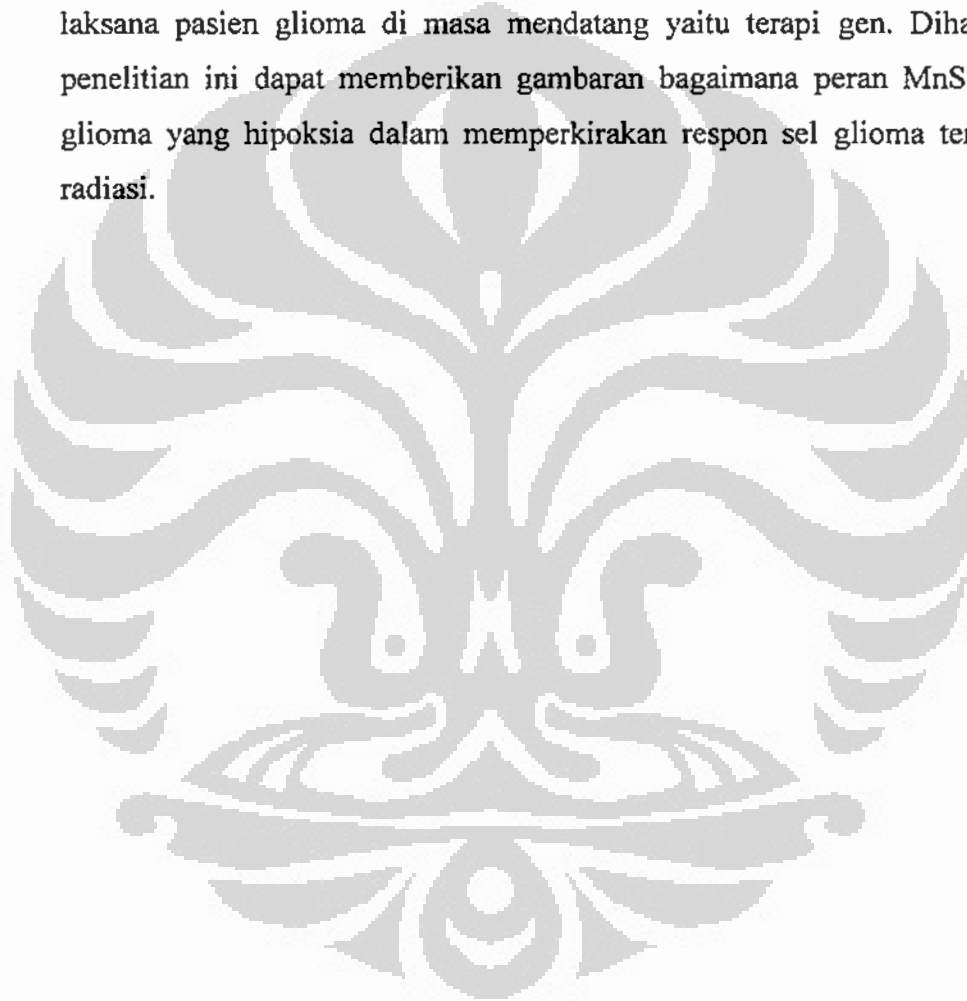 laksana pasien glioma di masa mendatang yaitu terapi gen. Diha
penelitian ini dapat memberikan gambaran bagaimana peran MnS
glioma yang hipoksia dalam memperkirakan respon sel glioma ter
radiasi.